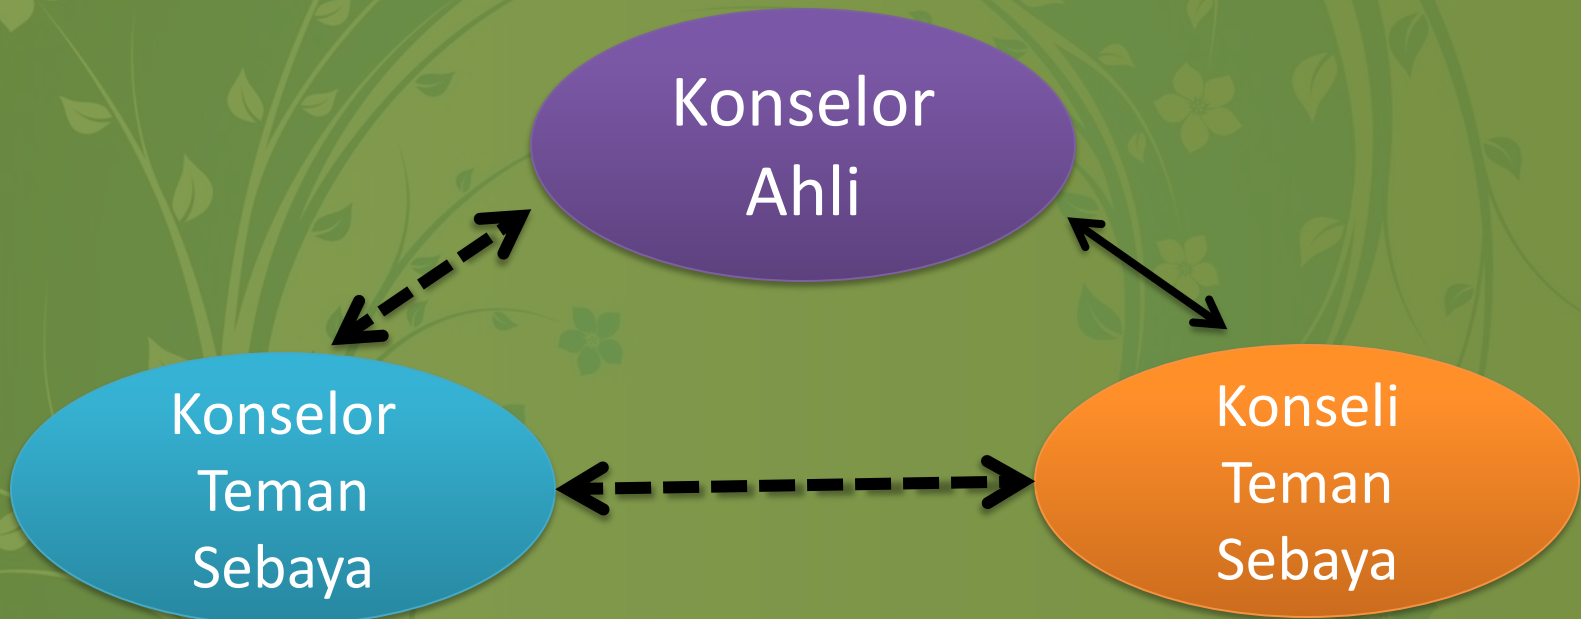 Konselor
Ahli
Konselor
Teman
Sebaya
Konseli
Teman
Sebaya